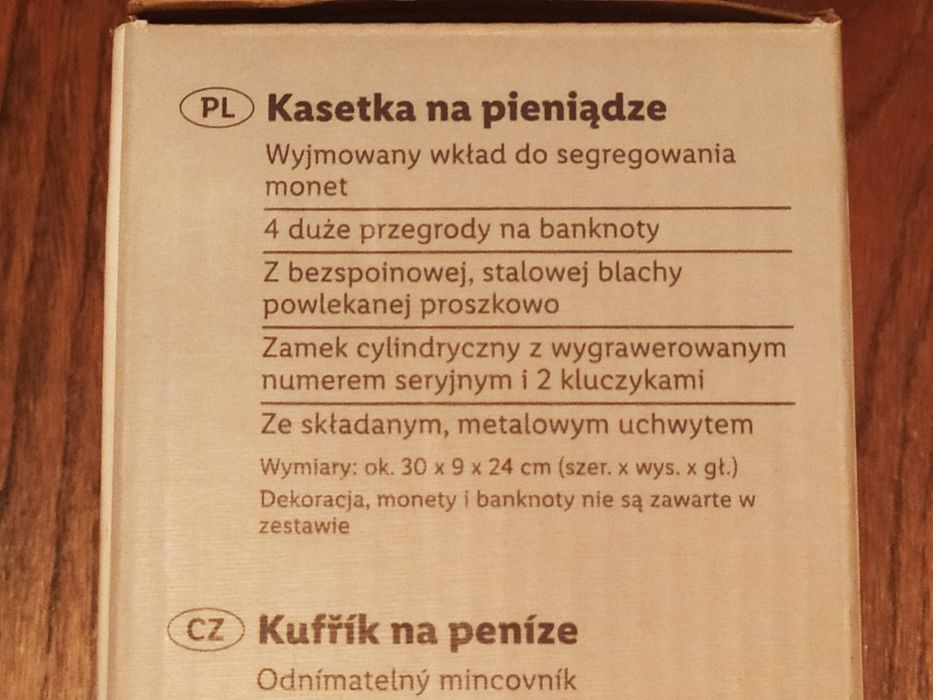 PL Kasetka na pieniądze
Wyjmowany wkład do segregowania
monet
4 duże przegrody na banknoty
Z bezspoinowej, stalowej blachy
powlekanej proszkowo
Zamek cylindryczny z wygrawerowanym
numerem seryjnym i 2 kluczykami
Ze składanym, metalowym uchwytem
Wymiary: ok. 30 x 9 x 24 cm (szer. x wys. x gł.)
Dekoracja, monety i banknoty nie są zawarte w
zestawie
CZ Kufřík na peníze
Odnímatelný mincovník